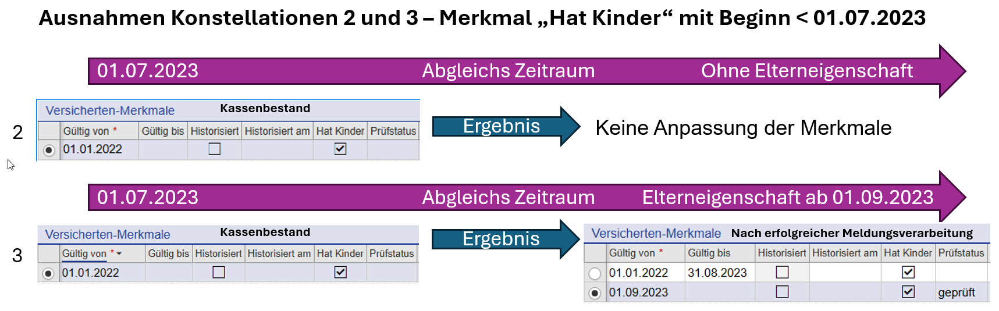 Ausnahmen Konstellationen 2 und 3 – Merkmal „Hat Kinder“ mit Beginn < 01.07.2023
01.07.2023 Abgleichs Zeitraum Ohne Elterneigenschaft
Versicherten-Merkmale Kassenbestand
Gültig von * Gültig bis Historisiert Historisiert am Hat Kinder Prüfstatus
01.01.2022
2
Ergebnis
Keine Anpassung der Merkmale
01.07.2023 Abgleichs Zeitraum Elterneigenschaft ab 01.09.2023
Versicherten-Merkmale Kassenbestand
Gültig von * Gültig bis Historisiert Historisiert am Hat Kinder Prüfstatus
01.01.2022
3
Ergebnis
Versicherten-Merkmale Nach erfolgreicher Meldungsverarbeitung
Gültig von * Gültig bis Historisiert Historisiert am Hat Kinder Prüfstatus
01.01.2022 31.08.2023
01.09.2023 geprüft